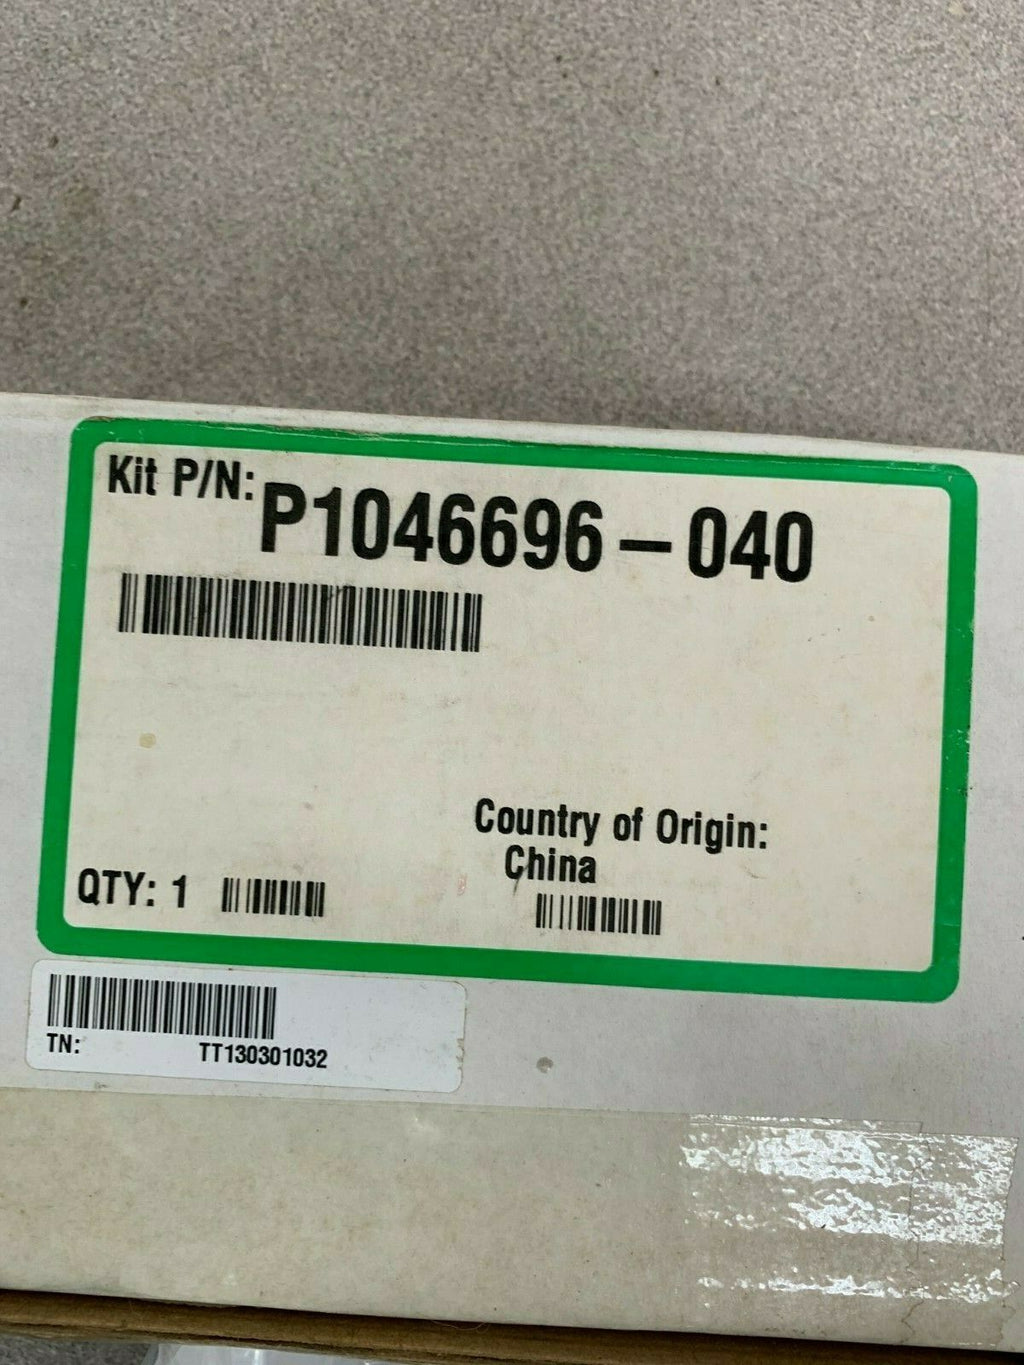 Kit P/N: P1046696-040
Country of Origin:
China
QTY: 1
TN: TT130301032